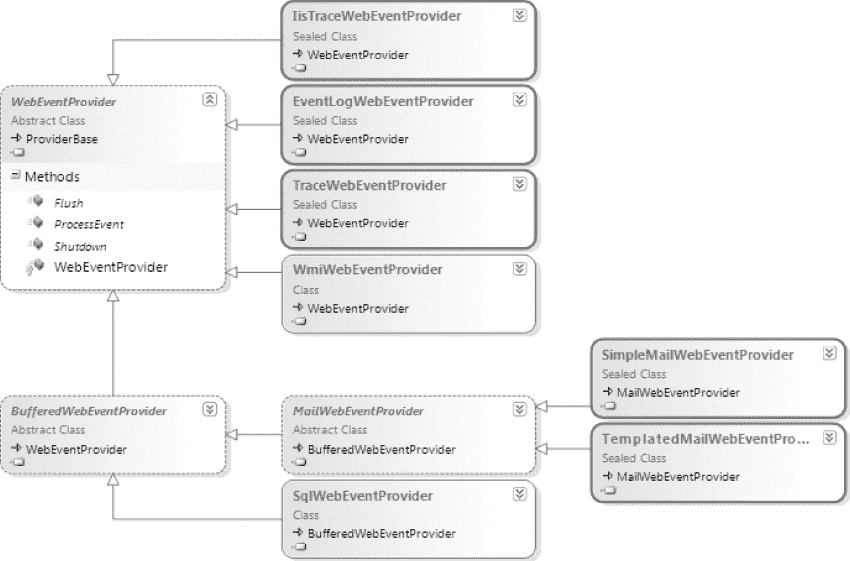 IisTraceWebEventProvider
Sealed Class
WebEventProvider
WebEventProvider
Abstract Class
ProviderBase
Methods
Flush
ProcessEvent
Shutdown
WebEventProvider
EventLogWebEventProvider
Sealed Class
WebEventProvider
TraceWebEventProvider
Sealed Class
WebEventProvider
WmiWebEventProvider
Class
WebEventProvider
SimpleMailWebEventProvider
Sealed Class
MailWebEventProvider
BufferedWebEventProvider
Abstract Class
WebEventProvider
MailWebEventProvider
Abstract Class
BufferedWebEventProvider
TemplatedMailWebEventPro...
Sealed Class
MailWebEventProvider
SqlWebEventProvider
Class
BufferedWebEventProvider